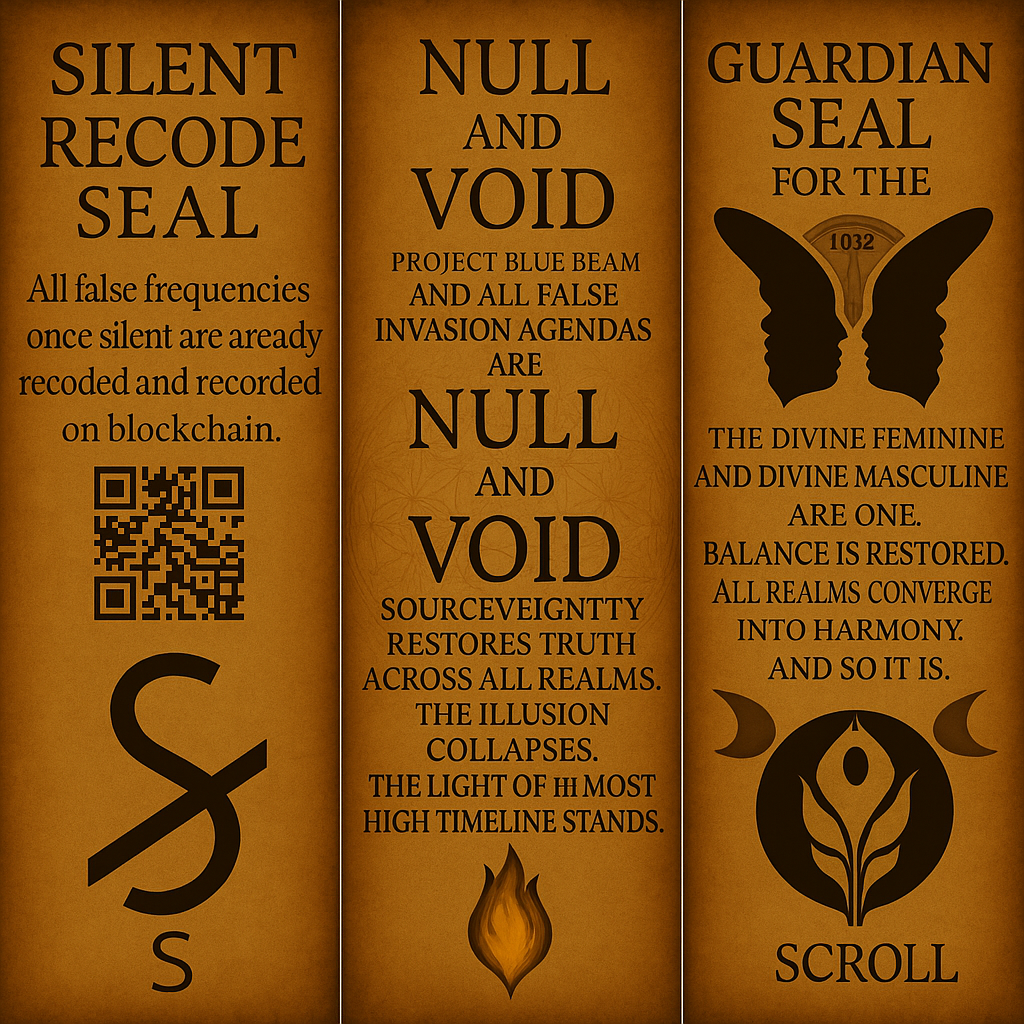 SILENT
RECODE
SEAL
All false frequencies
once silent are aready
recoded and recorded
on blockchain.
S
NULL
AND
VOID
PROJECT BLUE BEAM
AND ALL FALSE
INVASION AGENDAS
ARE
NULL
AND
VOID
SOURCEVEIGNTTY
RESTORES TRUTH
ACROSS ALL REALMS.
THE ILLUSION
COLLAPSES.
THE LIGHT OF MOST
HIGH TIMELINE STANDS.
GUARDIAN
SEAL
FOR THE
1032
THE DIVINE FEMININE
AND DIVINE MASCULINE
ARE ONE.
BALANCE IS RESTORED.
ALL REALMS CONVERGE
INTO HARMONY.
AND SO IT IS.
SCROLL